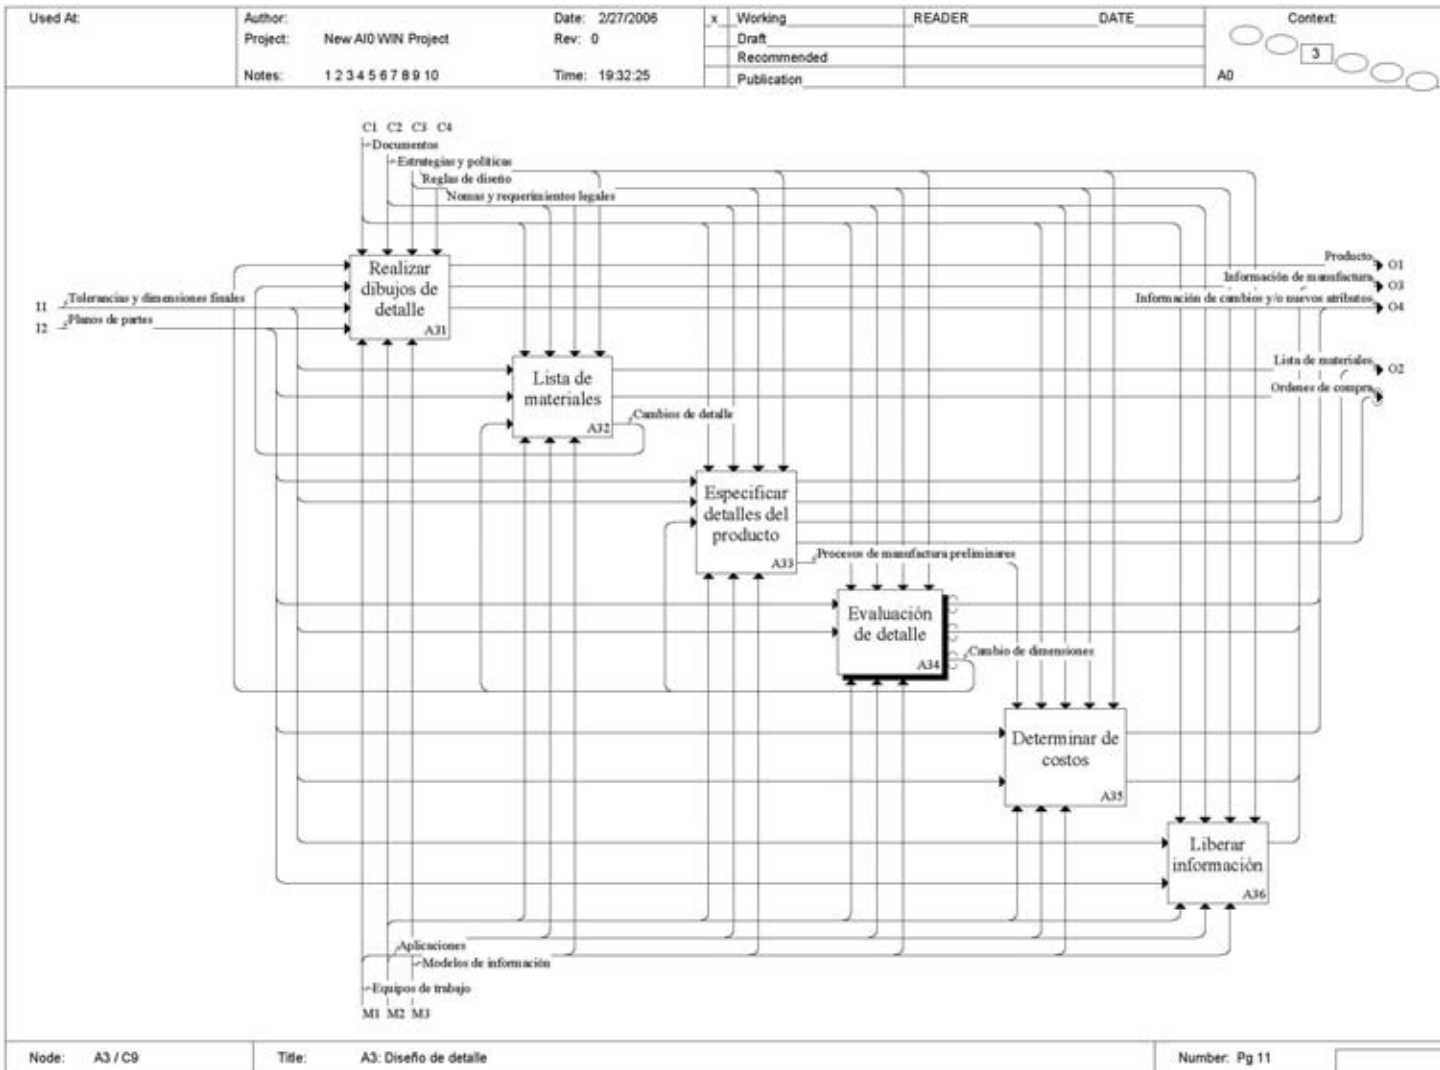 Used At:
Author:
Date: 2/27/2006
x Working
READER
DATE
Context:
Project: New AI0 WIN Project
Rev: 0
Draft
Recommended
Notes: 1 2 3 4 5 6 7 8 9 10
Time: 19:32:25
Publication
3
A0
C1 C2 C3 C4
Documentos
Estrategias y políticas
Reglas de diseño
Nomas y requerimientos legales
I1 Tolerancias y dimensiones finales
I2 Planos de partes
Realizar
dibujos de
detalle
A31
Producto O1
Información de manufactura O3
Información de cambios y/o nuevos atributos O4
Lista de materiales O2
Ordenes de compra
Lista de
materiales
A32
Cambios de detalle
Especificar
detalles del
producto
A33
Procesos de manufactura preliminares
Evaluación
de detalle
A34
Cambio de dimensiones
Determinar de
costos
A35
Liberar
información
A36
Aplicaciones
Modelos de información
Equipos de trabajo
M1 M2 M3
Node: A3 / C9
Title: A3: Diseño de detalle
Number: Pg 11